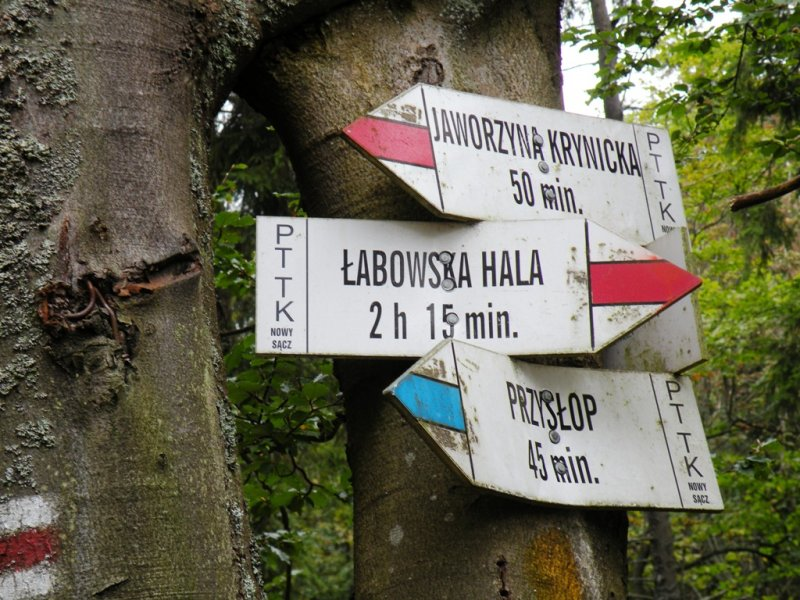 JAWORZYNA KRYNICKA
50 min.
PTTK
ŁABOWSKA HALA
2 h 15 min.
PTTK
NOWY
SĄCZ
PRZYSŁOP
45 min.
PTTK
NOWY
SĄCZ